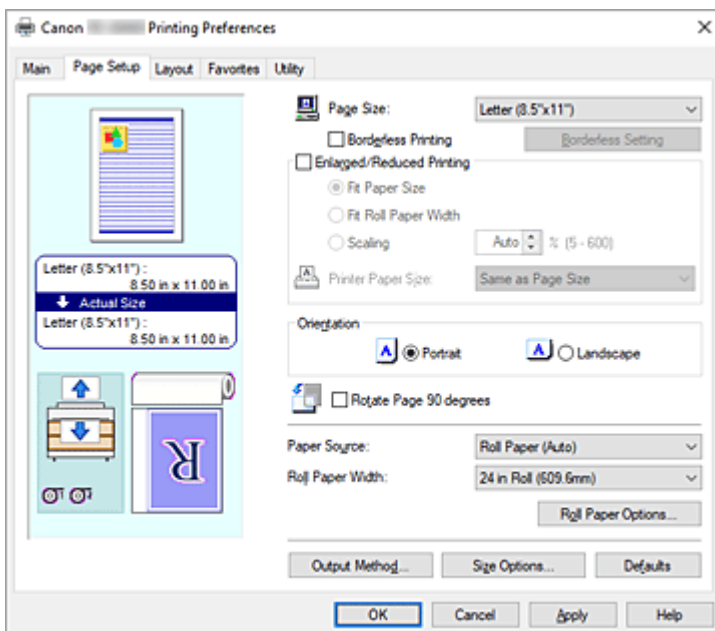 Canon Printing Preferences
Main Page Setup Layout Favorites Utility
Page Size: Letter (8.5"x11")
Borderless Printing Borderless Setting
Enlarged/Reduced Printing
Fit Paper Size
Fit Roll Paper Width
Scaling Auto % (5 - 600)
Printer Paper Size: Same as Page Size
Letter (8.5"x11") :
8.50 in x 11.00 in
Actual Size
Letter (8.5"x11") :
8.50 in x 11.00 in
Orientation
A Portrait A Landscape
Rotate Page 90 degrees
Paper Source: Roll Paper (Auto)
Roll Paper Width: 24 in Roll (609.6mm)
Roll Paper Options...
R
Output Method... Size Options... Defaults
OK Cancel Apply Help